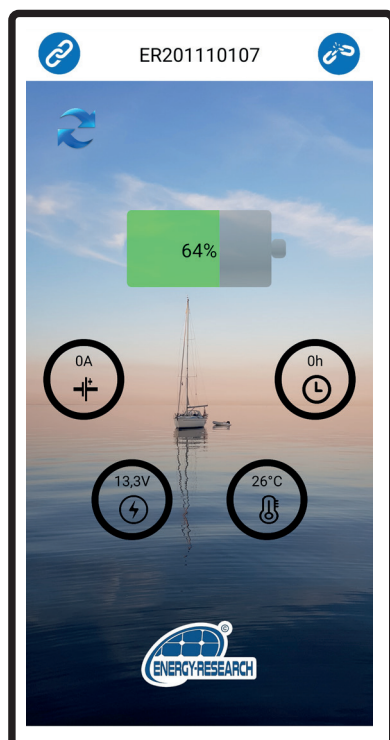 ER201110107
64%
0A
0h
13,3V
26°C
©
ENERGY-RESEARCH